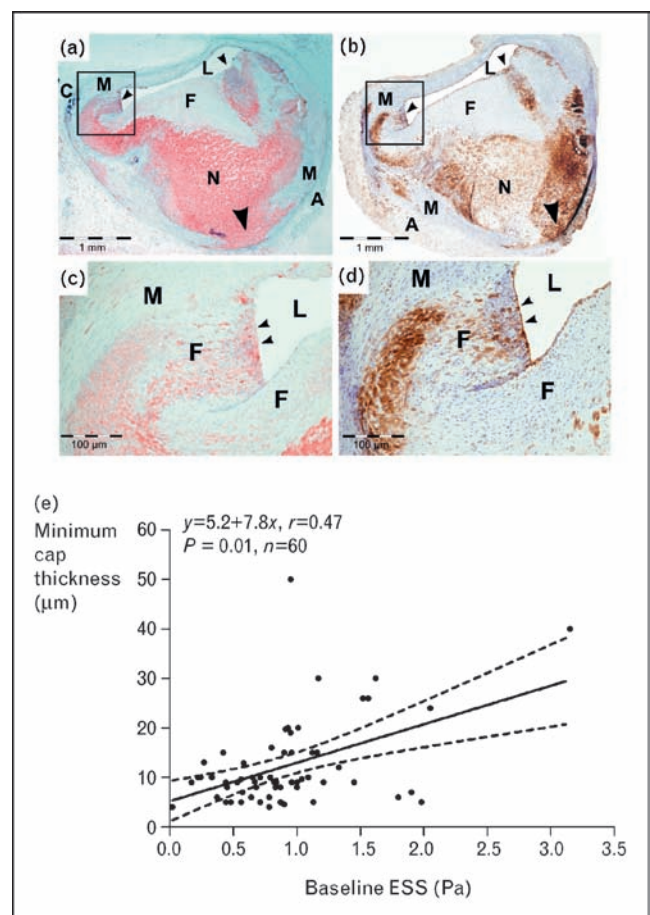 (a)
L
M
C
F
N
M
A
1 mm
(b)
L
M
F
N
M
A
1 mm
(c)
M
L
F
F
100 μm
(d)
M
L
F
F
100 μm
(e)
Minimum
cap
thickness
(μm)
y=5.2+7.8x, r=0.47
P = 0.01, n=60
60
50
40
30
20
10
0
0.0 0.5 1.0 1.5 2.0 2.5 3.0 3.5
Baseline ESS (Pa)